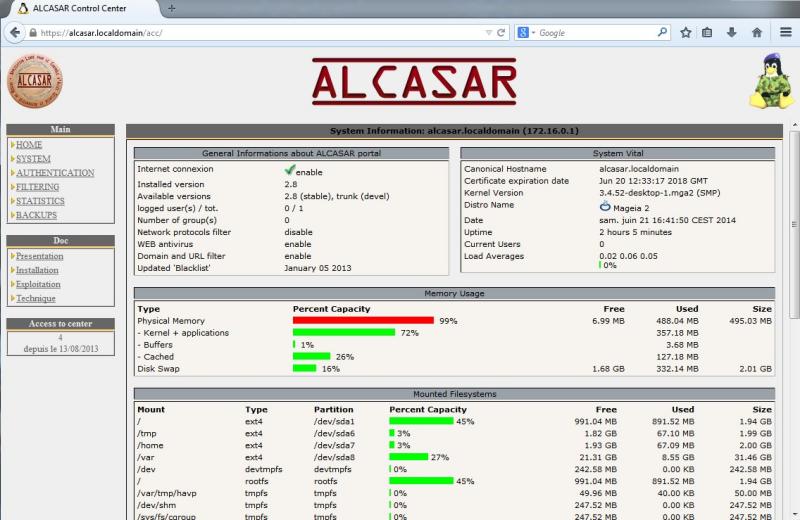 ALCASAR Control Center
https://alcasar.localdomain/acc/
Google
ALCASAR
ALCASAR
Main
HOME
SYSTEM
AUTHENTICATION
FILTERING
STATISTICS
BACKUPS
Doc
Presentation
Installation
Exploitation
Technique
Access to center
4
depuis le 13/08/2013
System Information: alcasar.localdomain (172.16.0.1)
General Informations about ALCASAR portal
Internet connexion enable
Installed version 2.8
Available versions 2.8 (stable), trunk (devel)
logged user(s) / total 0 / 1
Number of group(s) 0
Network protocols filter disable
WEB antivirus enable
Domain and URL filter enable
Updated 'Blacklist' January 05 2013
System Vital
Canonical Hostname alcasar.localdomain
Certificate expiration date Jun 20 12:33:17 2018 GMT
Kernel Version 3.4.52-desktop-1.mga2 (SMP)
Distro Name Mageia 2
Date sam. juin 21 16:41:50 CEST 2014
Uptime 2 hours 5 minutes
Current Users 0
Load Averages 0.02 0.06 0.05
0%
Memory Usage
Type Percent Capacity Free Used Size
Physical Memory 99% 6.99 MB 488.04 MB 495.03 MB
- Kernel + applications 72% 357.18 MB
- Buffers 1% 3.68 MB
- Cached 26% 127.18 MB
Disk Swap 16% 1.68 GB 332.14 MB 2.01 GB
Mounted Filesystems
Mount Type Partition Percent Capacity Free Used Size
/ ext4 /dev/sda1 45% 991.04 MB 891.52 MB 1.94 GB
/tmp ext4 /dev/sda6 3% 1.82 GB 67.10 MB 1.99 GB
/home ext4 /dev/sda7 3% 1.93 GB 67.09 MB 2.00 GB
/var ext4 /dev/sda8 27% 21.31 GB 8.55 GB 31.46 GB
/dev devtmpfs devtmpfs 0% 242.58 MB 0.00 KB 242.58 MB
/ rootfs rootfs 45% 991.04 MB 891.52 MB 1.94 GB
/var/tmp/havp tmpfs tmpfs 0% 49.96 MB 40.00 KB 50.00 MB
/dev/shm tmpfs tmpfs 0% 247.52 MB 0.00 KB 247.52 MB
/sys/fs/cgroup tmpfs tmpfs 0% 247.52 MB 0.00 KB 247.52 MB